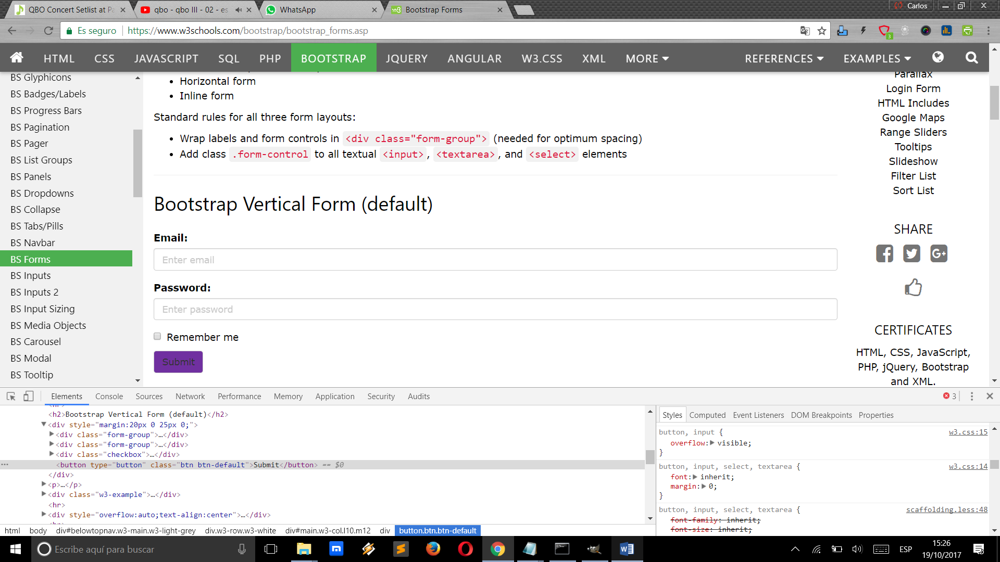 QBO Concert Setlist at Pa
qbo - qbo III - 02 - es
WhatsApp
Bootstrap Forms
Carlos
Es seguro
https://www.w3schools.com/bootstrap/bootstrap_forms.asp
3
HTML
CSS
JAVASCRIPT
SQL
PHP
BOOTSTRAP
JQUERY
ANGULAR
W3.CSS
XML
MORE
REFERENCES
EXAMPLES
BS Glyphicons
BS Badges/Labels
BS Progress Bars
BS Pagination
BS Pager
BS List Groups
BS Panels
BS Dropdowns
BS Collapse
BS Tabs/Pills
BS Navbar
BS Forms
BS Inputs
BS Inputs 2
BS Input Sizing
BS Media Objects
BS Carousel
BS Modal
BS Tooltip
• Horizontal form
• Inline form
Standard rules for all three form layouts:
• Wrap labels and form controls in <div class="form-group"> (needed for optimum spacing)
• Add class .form-control to all textual <input>, <textarea>, and <select> elements
Bootstrap Vertical Form (default)
Email:
Enter email
Password:
Enter password
Remember me
Submit
Parallax
Login Form
HTML Includes
Google Maps
Range Sliders
Tooltips
Slideshow
Filter List
Sort List
SHARE
CERTIFICATES
HTML, CSS, JavaScript,
PHP, jQuery, Bootstrap
and XML.
Elements
Console
Sources
Network
Performance
Memory
Application
Security
Audits
3
<h2>Bootstrap Vertical Form (default)</h2>
<div style="margin:20px 0 25px 0;">
<div class="form-group">…</div>
<div class="form-group">…</div>
<div class="checkbox">…</div>
<button type="button" class="btn btn-default">Submit</button> == $0
</div>
<p>…</p>
<div class="w3-example">…</div>
<hr>
<div style="overflow:auto;text-align:center">…</div>
html
body
div#belowtopnav.w3-main.w3-light-grey
div.w3-row.w3-white
div#main.w3-col.l10.m12
div
button.btn.btn-default
Styles
Computed
Event Listeners
DOM Breakpoints
Properties
button, input {
w3.css:15
overflow: visible;
}
button, input, select, textarea {
w3.css:14
font: inherit;
margin: 0;
}
button, input, select, textarea {
scaffolding.less:48
font-family: inherit;
font-size: inherit;
Escribe aquí para buscar
ESP
15:26
19/10/2017